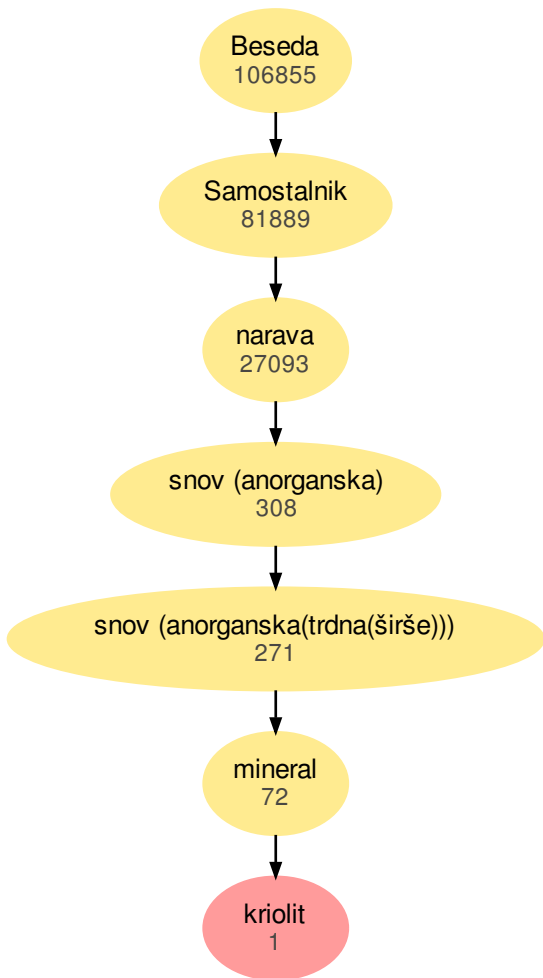 Beseda
106855
Samostalnik
81889
narava
27093
snov (anorganska)
308
snov (anorganska(trdna(širše)))
271
mineral
72
kriolit
1